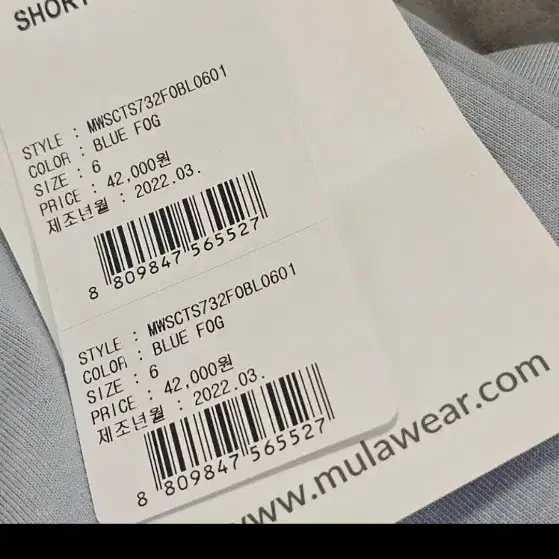 SHORT
STYLE : MWSCTS732FOBL0601
COLOR : BLUE FOG
SIZE : 6
PRICE : 42,000원
제조년월 : 2022.03.
8 809847 565527
STYLE : MWSCTS732FOBL0601
COLOR : BLUE FOG
SIZE : 6
PRICE : 42,000원
제조년월 : 2022.03.
8 809847 565527
www.mulawear.com